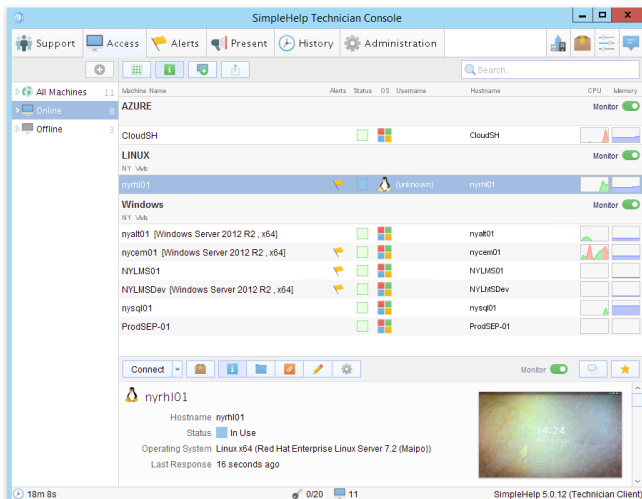 SimpleHelp Technician Console
Support Access Alerts Present History Administration
Search...
All Machines 11
Online 8
Offline 3
Machine Name Alerts Status OS Username Hostname CPU Memory
AZURE Monitor
CloudSH CloudSH
LINUX Monitor
NY VMs
nyrhl01 (unknown) nyrhl01
Windows Monitor
NY VMs
nyalt01 [Windows Server 2012 R2 , x64] nyalt01
nycem01 [Windows Server 2012 R2 , x64] nycem01
NYLMS01 NYLMS01
NYLMSDev [Windows Server 2012 R2 , x64] NYLMSDev
nysql01 nysql01
ProdSEP-01 ProdSEP-01
Connect Monitor
nyrhl01
Hostname nyrhl01
Status In Use
Operating System Linux x64 (Red Hat Enterprise Linux Server 7.2 (Maipo))
Last Response 16 seconds ago
14:24
18m 8s 0/20 11 SimpleHelp 5.0.12 (Technician Client)